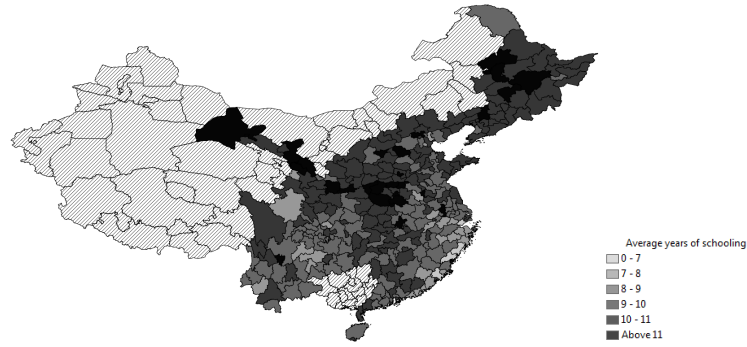 Average years of schooling
0 - 7
7 - 8
8 - 9
9 - 10
10 - 11
Above 11